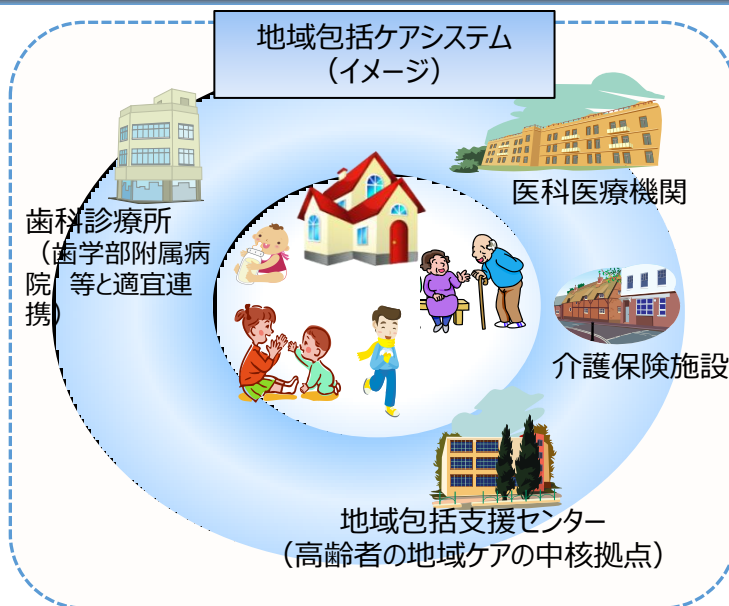 地域包括ケアシステム
（イメージ）
医科医療機関
歯科診療所
（歯学部附属病
院 等と適宜連
携）
介護保険施設
地域包括支援センター
（高齢者の地域ケアの中核拠点）